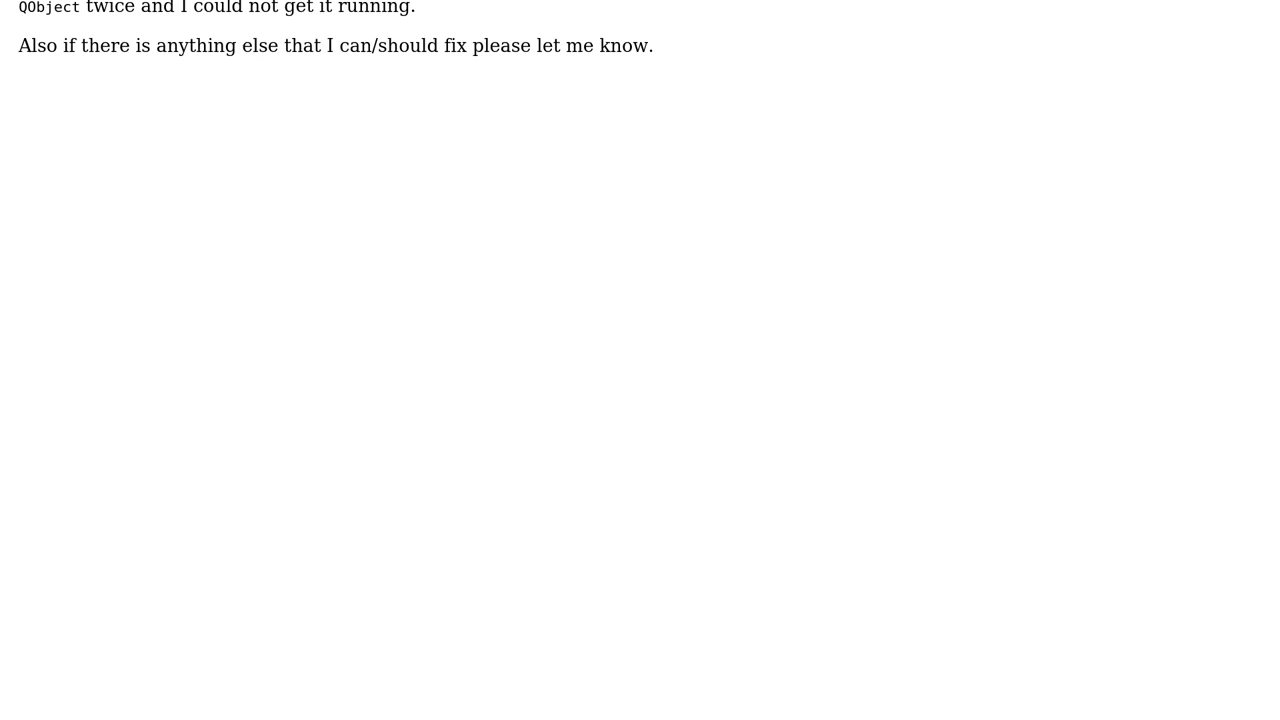 QObject twice and I could not get it running.
Also if there is anything else that I can/should fix please let me know.